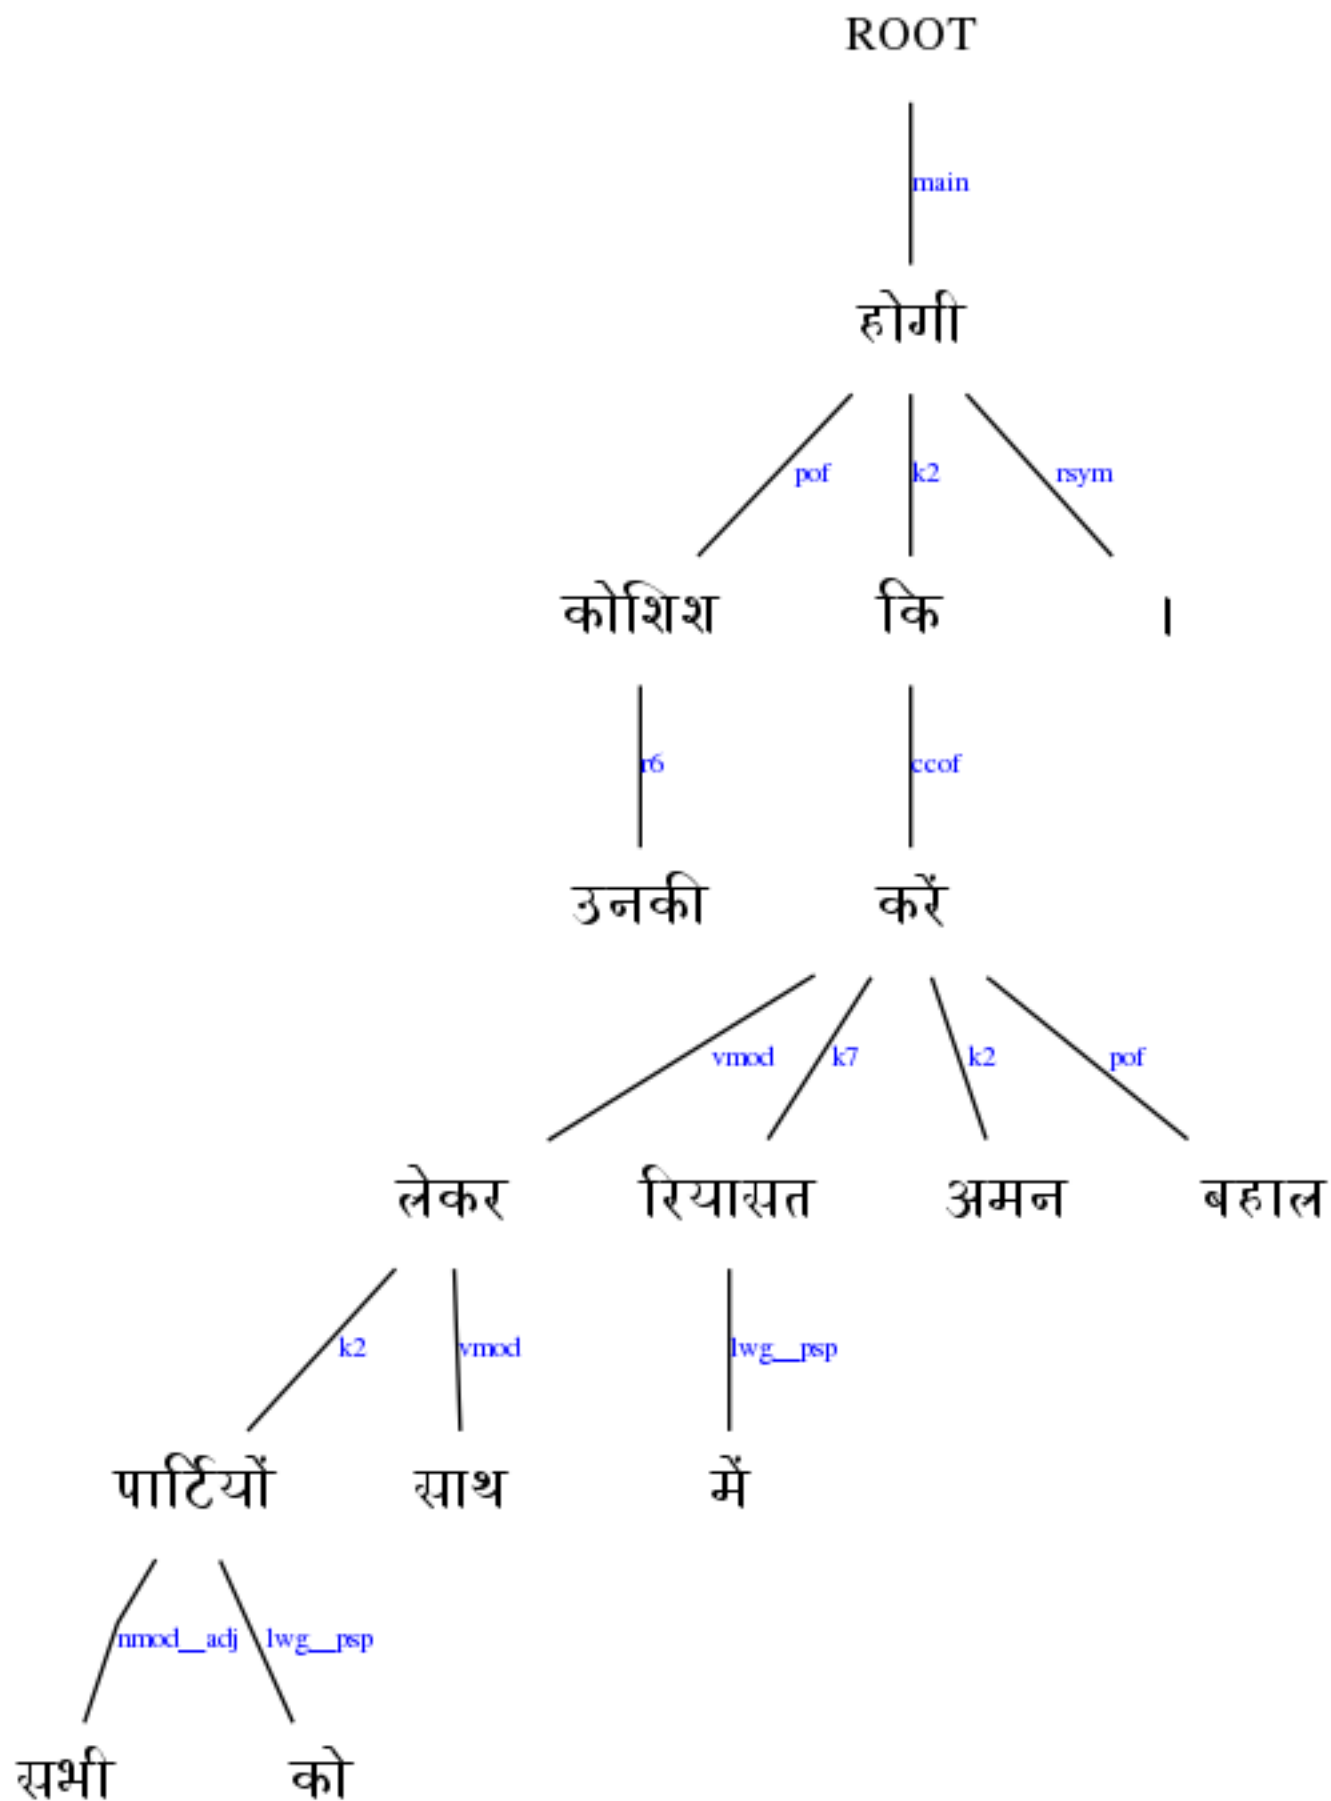 ROOT
main
होगी
pof k2 rsym
कोशिश कि ।
r6 ccof
उनकी करें
vmod k7 k2 pof
लेकर रियासत अमन बहाल
k2 vmod lwg__psp
पार्टियों साथ में
nmod__adj lwg__psp
सभी को